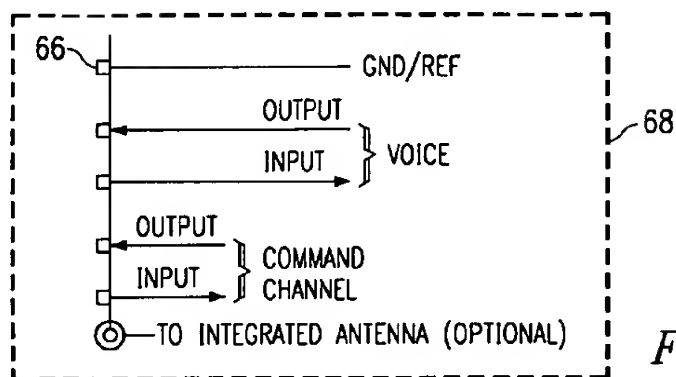 66
GND/REF
OUTPUT
INPUT
VOICE
68
OUTPUT
INPUT
COMMAND
CHANNEL
TO INTEGRATED ANTENNA (OPTIONAL)
F